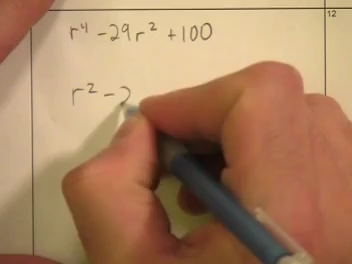 12
r⁴ - 29r² + 100
r² - 2